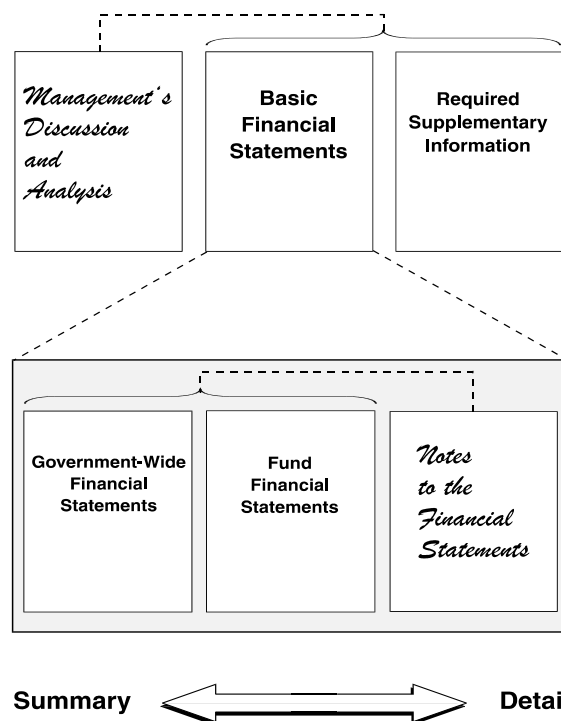 Management's
Discussion
and
Analysis
Basic
Financial
Statements
Required
Supplementary
Information
Government-Wide
Financial
Statements
Fund
Financial
Statements
Notes
to the
Financial
Statements
Summary
Detai